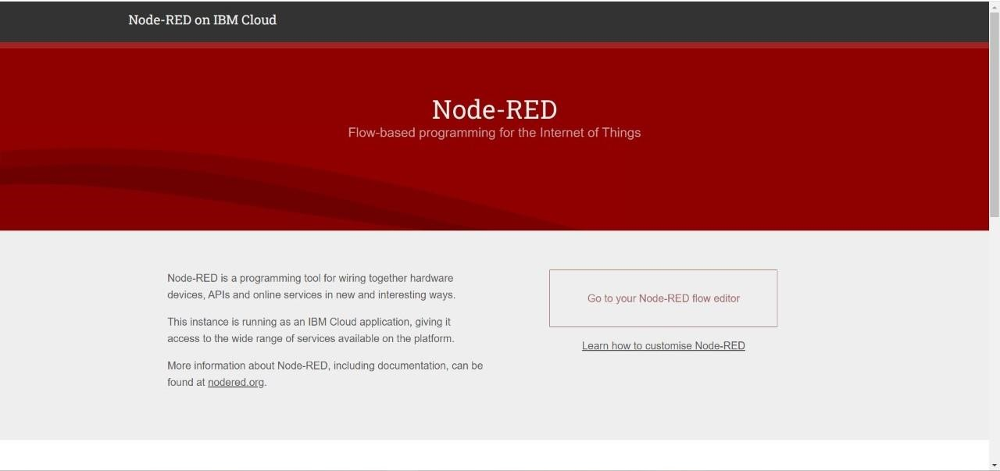 Node-RED on IBM Cloud
Node-RED
Flow-based programming for the Internet of Things
Node-RED is a programming tool for wiring together hardware
devices, APIs and online services in new and interesting ways.
This instance is running as an IBM Cloud application, giving it
access to the wide range of services available on the platform.
More information about Node-RED, including documentation, can be
found at nodered.org.
Go to your Node-RED flow editor
Learn how to customise Node-RED